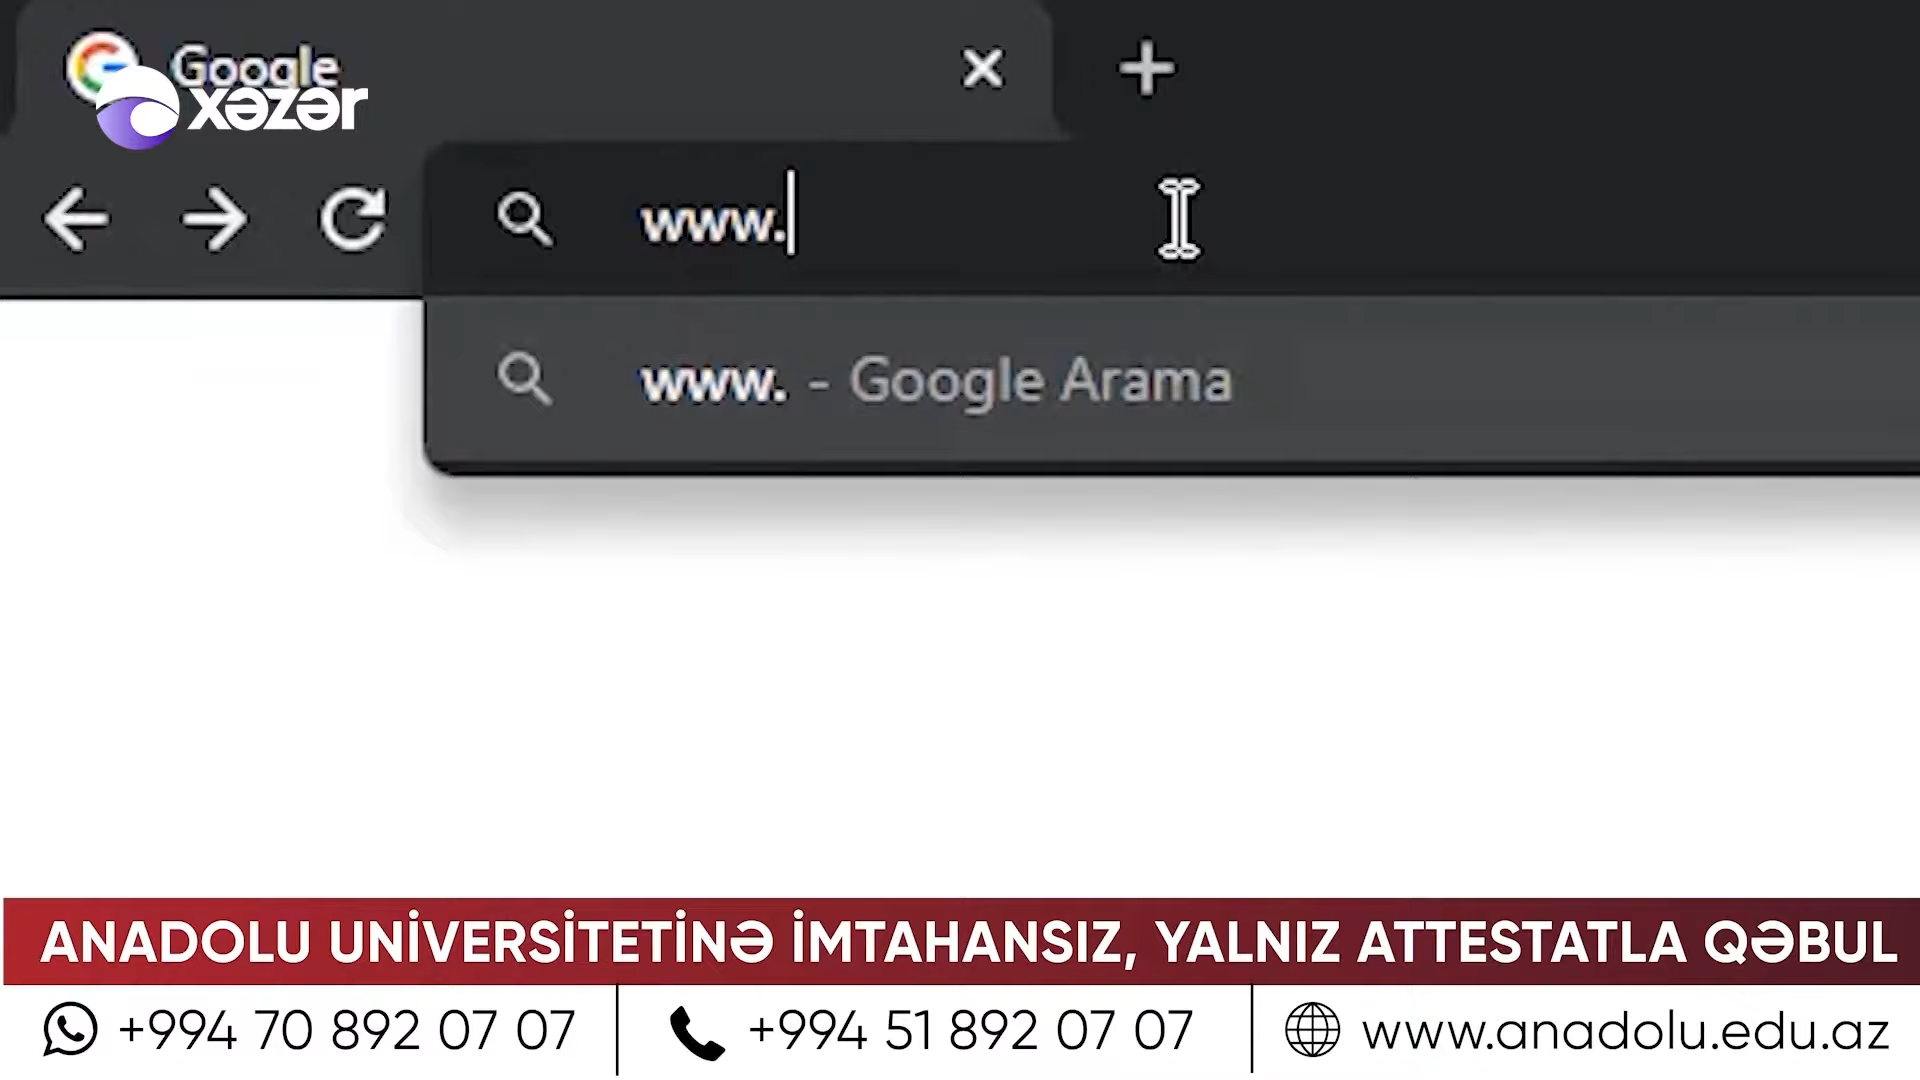 Google
xəzər
www.
www. - Google Arama
ANADOLU UNİVERSİTETİNƏ İMTAHANSIZ, YALNIZ ATTESTATLA QƏBUL
+994 70 892 07 07
+994 51 892 07 07
www.anadolu.edu.az